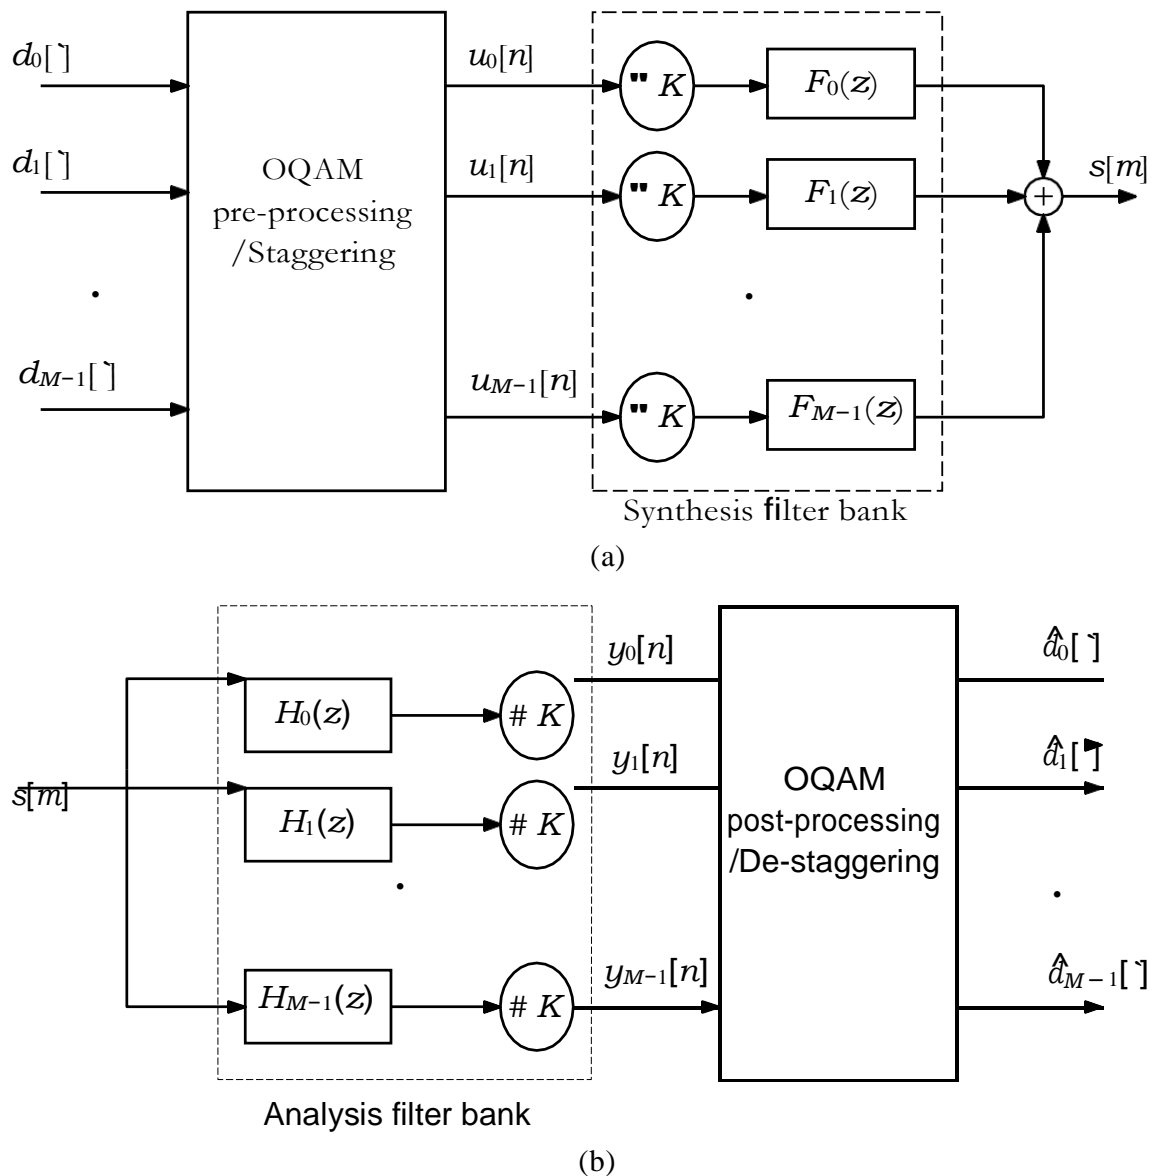 d0[`]
u0[n]
" K
F0(z)
d1[`]
OQAM
pre-processing
/Staggering
u1[n]
" K
F1(z)
+
s[m]
dM−1[`]
uM−1[n]
" K
FM−1(z)
Synthesis filter bank
(a)
H0(z)
# K
y0[n]
d̂0[`]
s[m]
H1(z)
# K
y1[n]
OQAM
post-processing
/De-staggering
d̂1[`]
HM−1(z)
# K
yM−1[n]
d̂M−1[`]
Analysis filter bank
(b)